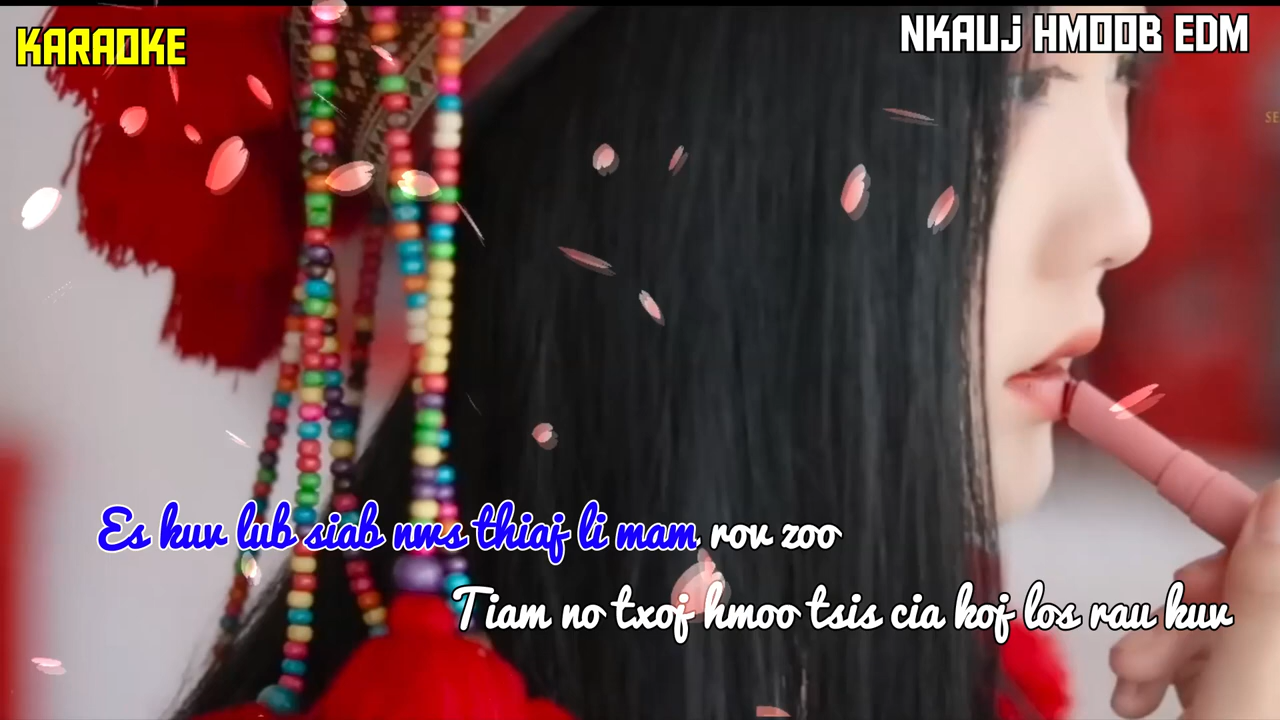 KARAOKE
NKAUJ HMOOB EDM
SE
Es kuv lub siab nws thiaj li mam rov zoo
Tiam no txoj hmoo tsis cia koj los rau kuv